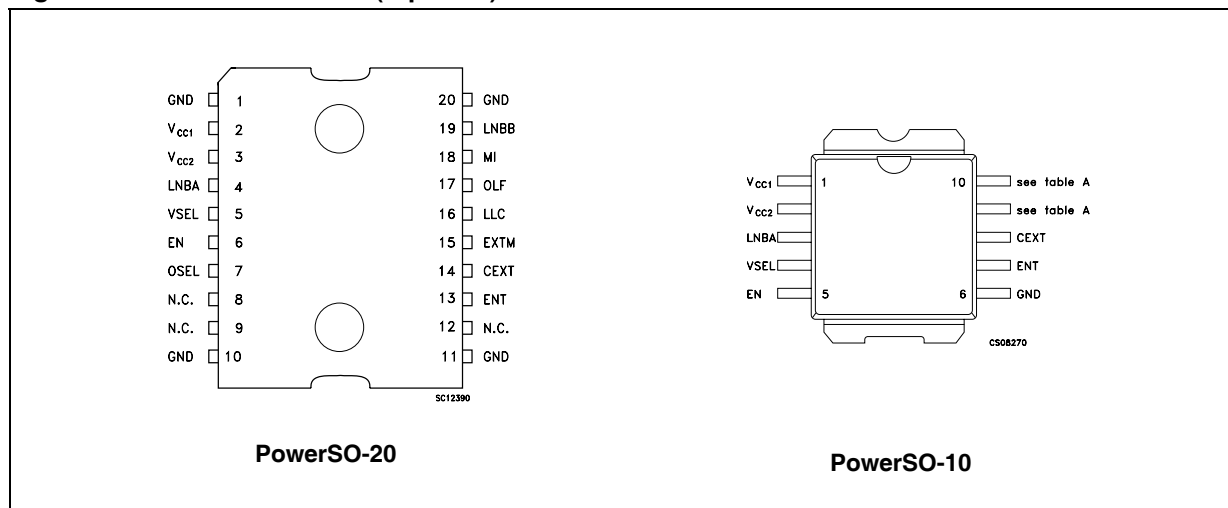 GND 1 20 GND
VCC1 2 19 LNBB
VCC2 3 18 MI
LNBA 4 17 OLF
VSEL 5 16 LLC
EN 6 15 EXTM
OSEL 7 14 CEXT
N.C. 8 13 ENT
N.C. 9 12 N.C.
GND 10 11 GND
SC12390
PowerSO-20
VCC1 1 10 see table A
VCC2 see table A
LNBA CEXT
VSEL ENT
EN 5 6 GND
CS08270
PowerSO-10